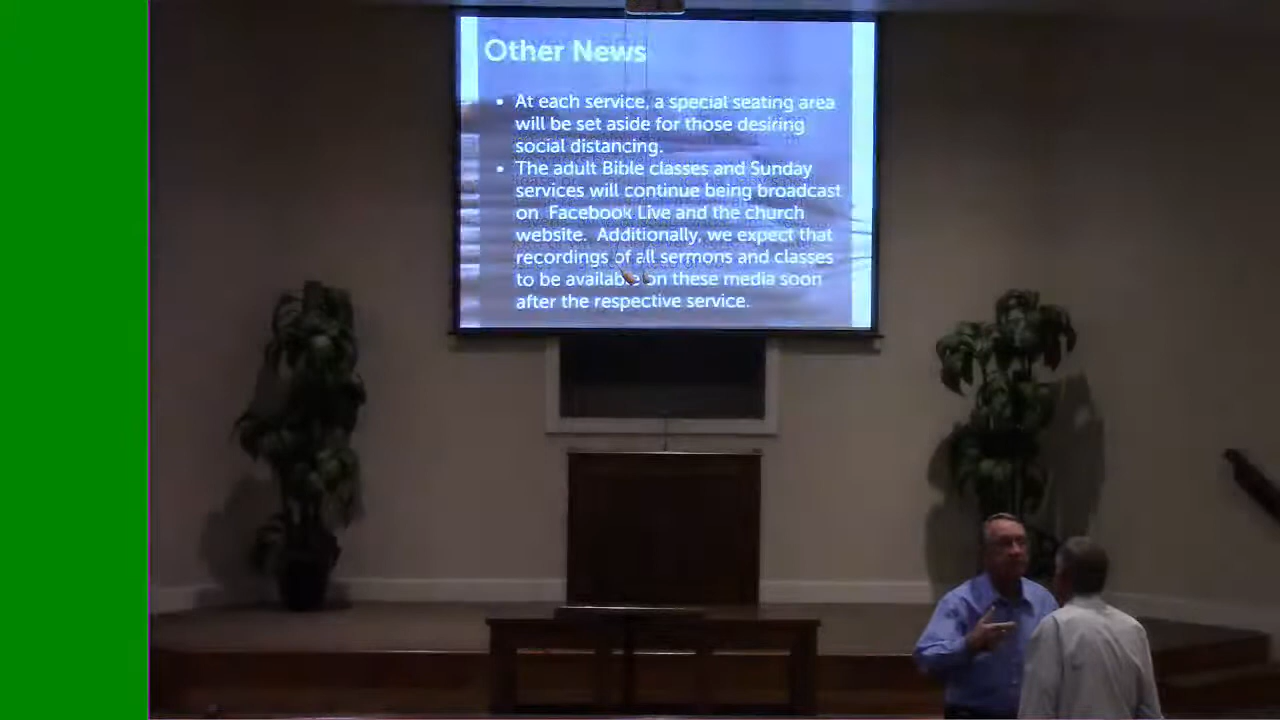 Other News
• At each service, a special seating area
will be set aside for those desiring
social distancing.
• The adult Bible classes and Sunday
services will continue being broadcast
on Facebook Live and the church
website. Additionally, we expect that
recordings of all sermons and classes
to be available on these media soon
after the respective service.